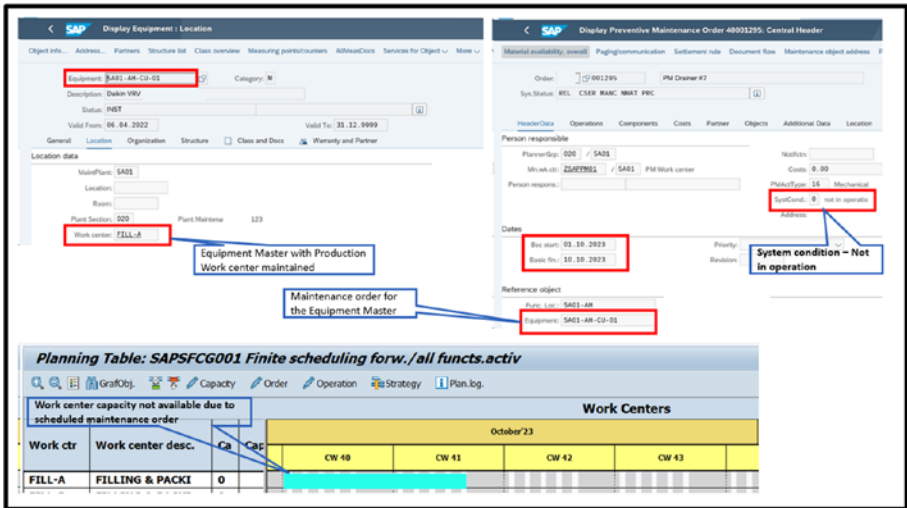 SAP Display Equipment : Location
Object Info... Address... Partners Structure list Class overview Measuring points/counters AllMeasDocs Services for Object More
Equipment: SA01-AM-CU-01 Category: M
Description: Daikin VRV
Status: INST
Valid From: 06.04.2022 Valid To: 31.12.9999
General Location Organization Structure Class and Docs Warranty and Partner
Location data
MaintPlant: SA01
Location:
Room:
Plant Section: 020 Plant Maintena 123
Work center: FILL-A
Equipment Master with Production
Work center maintained
Maintenance order for
the Equipment Master
SAP Display Preventive Maintenance Order 40001295: Central Header
Material availability, overall Paging/communication Settlement rule Document flow Maintenance object address
Order: 001295 PM Drainer #7
Sys.Status: REL CSER MANC NMAT PRC
HeaderData Operations Components Costs Partner Objects Additional Data Location
Person responsible
PlannerGrp: 020 / SA01 Notifctn:
Mn.wk.ctr: ZSAPPM01 / SA01 PM Work center Costs: 0.00
Person respons.: PMActType: 16 Mechanical
SystCond.: 0 not in operatio
Address:
Dates
Bsc start: 01.10.2023 Priority:
Basic fin.: 10.10.2023 Revision:
System condition – Not
in operation
Reference object
Func. Loc.: SA01-AM
Equipment: SA01-AM-CU-01
Planning Table: SAPSFCG001 Finite scheduling forw./all functs.activ
GrafObj. Capacity Order Operation Strategy Plan.log.
Work center capacity not available due to
scheduled maintenance order
Work Centers
October'23
Work ctr Work center desc. Ca Cap
CW 40 CW 41 CW 42 CW 43
FILL-A FILLING & PACKI 0